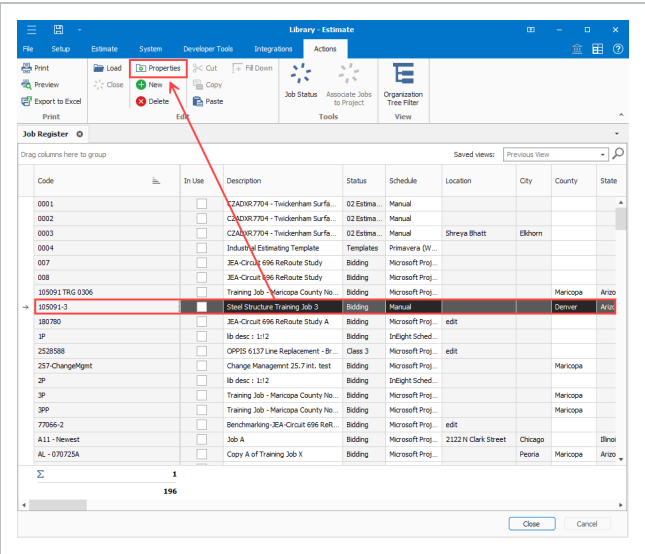 Library - Estimate
File Setup Estimate System Developer Tools Integrations Actions
Print Load Properties Cut Fill Down
Preview Close New Copy Job Status Associate Jobs to Project Organization Tree Filter
Export to Excel Delete Paste
Print Edit Tools View
Job Register
Drag columns here to group Saved views: Previous View
Code In Use Description Status Schedule Location City County State
0001 CZADXR7704 - Twickenham Surfa... 02 Estima... Manual
0002 CZADXR7704 - Twickenham Surfa... 02 Estima... Manual
0003 CZADXR7704 - Twickenham Surfa... 02 Estima... Manual Shreya Bhatt Elkhorn
0004 Industrial Estimating Template Templates Primavera (W...
007 JEA-Circuit 696 ReRoute Study Bidding Microsoft Proj...
008 JEA-Circuit 696 ReRoute Study Bidding Microsoft Proj...
105091 TRG 0306 Training Job - Maricopa County No... Bidding Microsoft Proj... Maricopa Arizo
105091-3 Steel Structure Training Job 3 Bidding Manual Denver Arizo
180780 JEA-Circuit 696 ReRoute Study A Bidding Microsoft Proj... edit
1P lib desc : 1:!2 Bidding InEight Sched...
2528588 OPPIS 6137 Line Replacement - Br... Class 3 Microsoft Proj... edit
257-ChangeMgmt Change Managemnt 25.7 int. test Bidding Microsoft Proj... Maricopa
2P lib desc : 1:!2 Bidding InEight Sched...
3P Training Job - Maricopa County No... Bidding Microsoft Proj... Maricopa
3PP Training Job - Maricopa County No... Bidding Microsoft Proj... Maricopa
77066-2 Benchmarking-JEA-Circuit 696 ReR... Bidding Microsoft Proj... edit
A11 - Newest Job A Bidding Microsoft Proj... 2122 N Clark Street Chicago Illinoi
AL - 070725A Copy A of Training Job X Bidding Microsoft Proj... Peoria Maricopa Arizo
Σ 1
196
Close Cancel